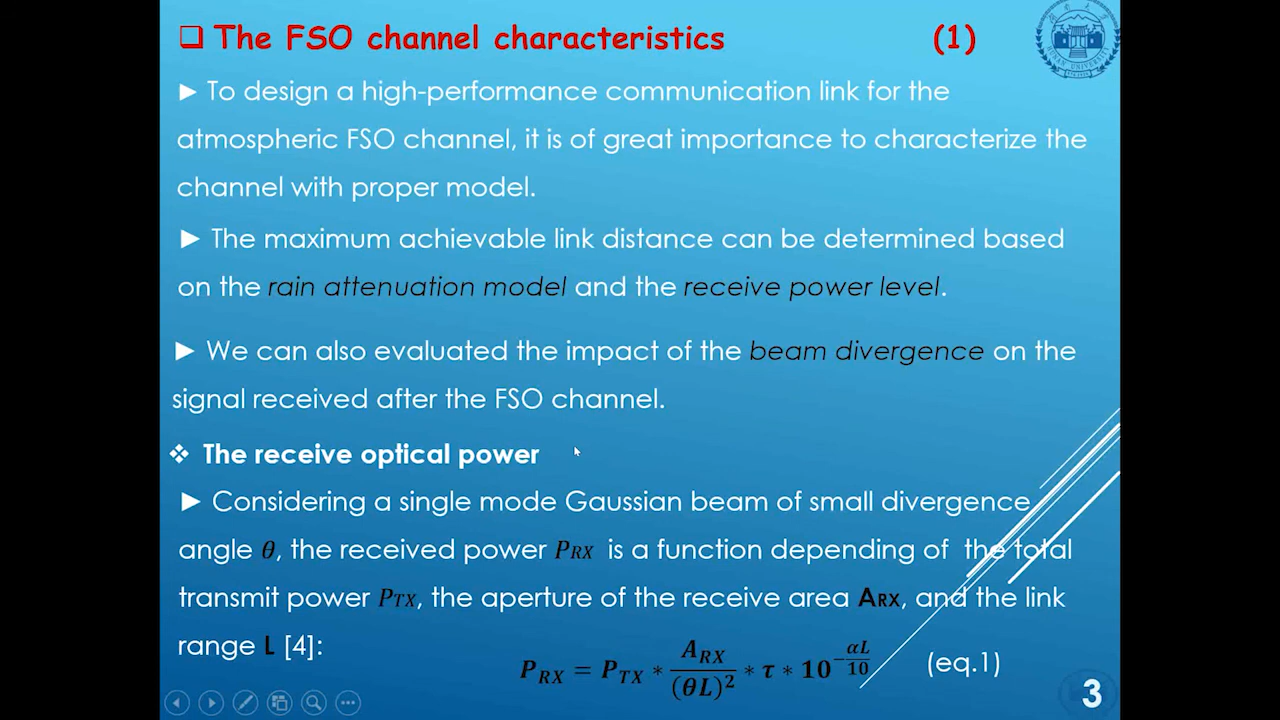 ❑ The FSO channel characteristics (1)
► To design a high-performance communication link for the
atmospheric FSO channel, it is of great importance to characterize the
channel with proper model.
► The maximum achievable link distance can be determined based
on the rain attenuation model and the receive power level.
► We can also evaluated the impact of the beam divergence on the
signal received after the FSO channel.
❖ The receive optical power
► Considering a single mode Gaussian beam of small divergence
angle θ, the received power PRX is a function depending of the total
transmit power PTX, the aperture of the receive area ARX, and the link
range L [4]:
P_RX = P_TX * A_RX/(θL)² * τ * 10^(-αL/10) (eq.1)
3